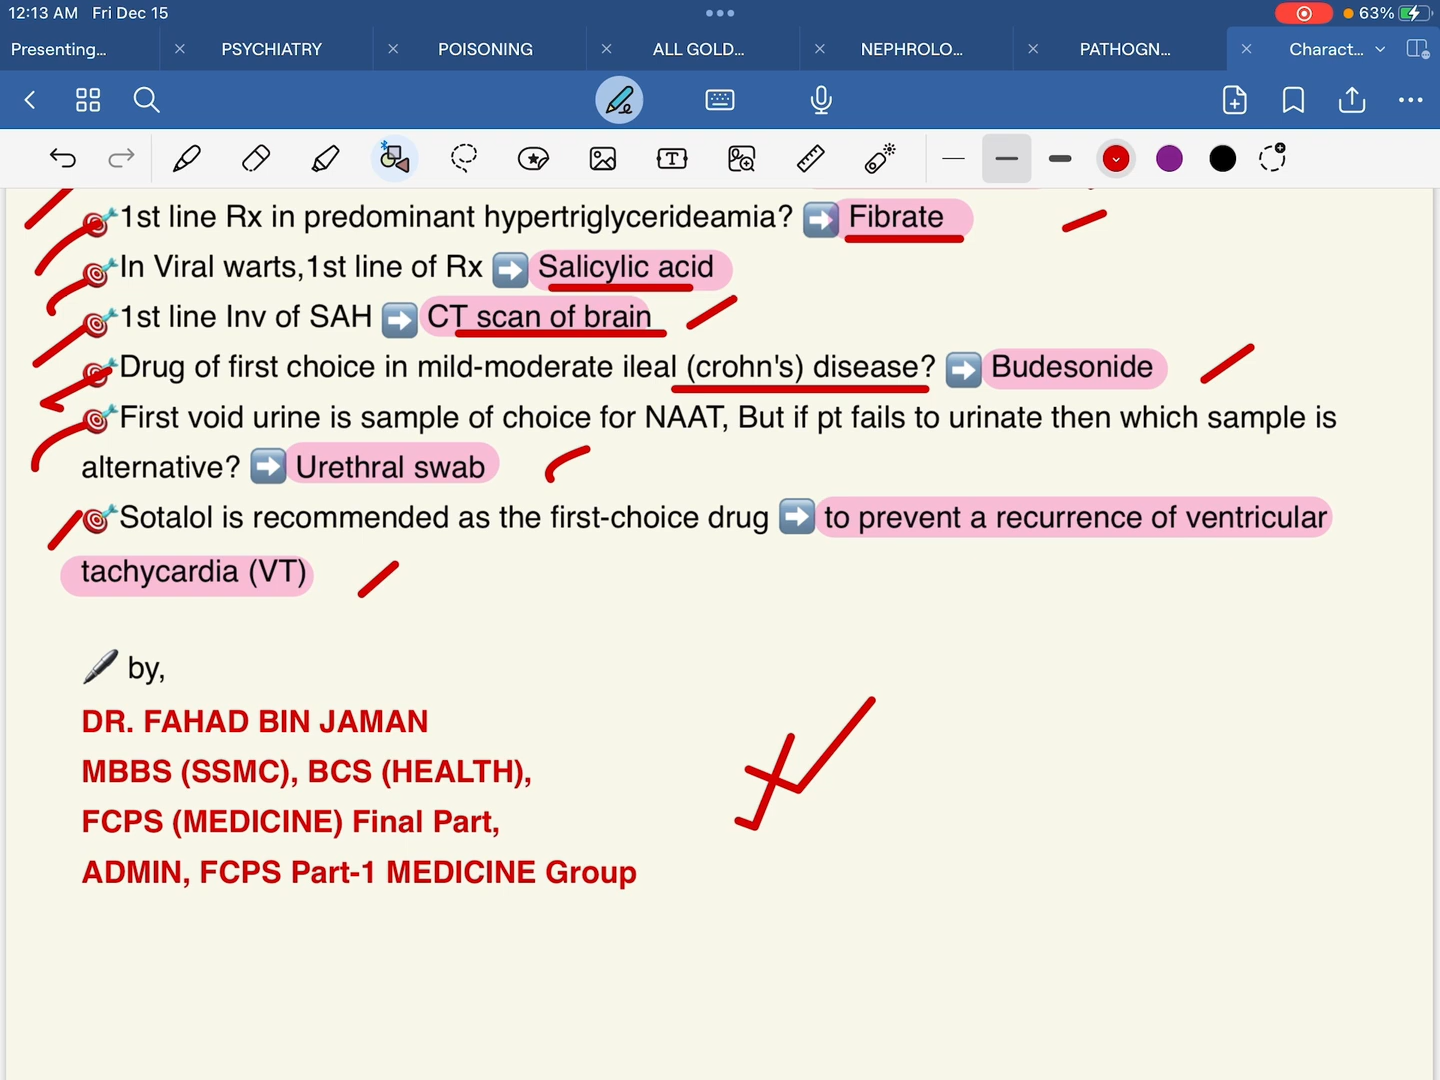 12:13 AM Fri Dec 15
63%
Presenting... PSYCHIATRY POISONING ALL GOLD... NEPHROLO... PATHOGN... Charact...
1st line Rx in predominant hypertriglycerideamia? ➡ Fibrate
In Viral warts,1st line of Rx ➡ Salicylic acid
1st line Inv of SAH ➡ CT scan of brain
Drug of first choice in mild-moderate ileal (crohn's) disease? ➡ Budesonide
First void urine is sample of choice for NAAT, But if pt fails to urinate then which sample is
alternative? ➡ Urethral swab
Sotalol is recommended as the first-choice drug ➡ to prevent a recurrence of ventricular
tachycardia (VT)
by,
DR. FAHAD BIN JAMAN
MBBS (SSMC), BCS (HEALTH),
FCPS (MEDICINE) Final Part,
ADMIN, FCPS Part-1 MEDICINE Group